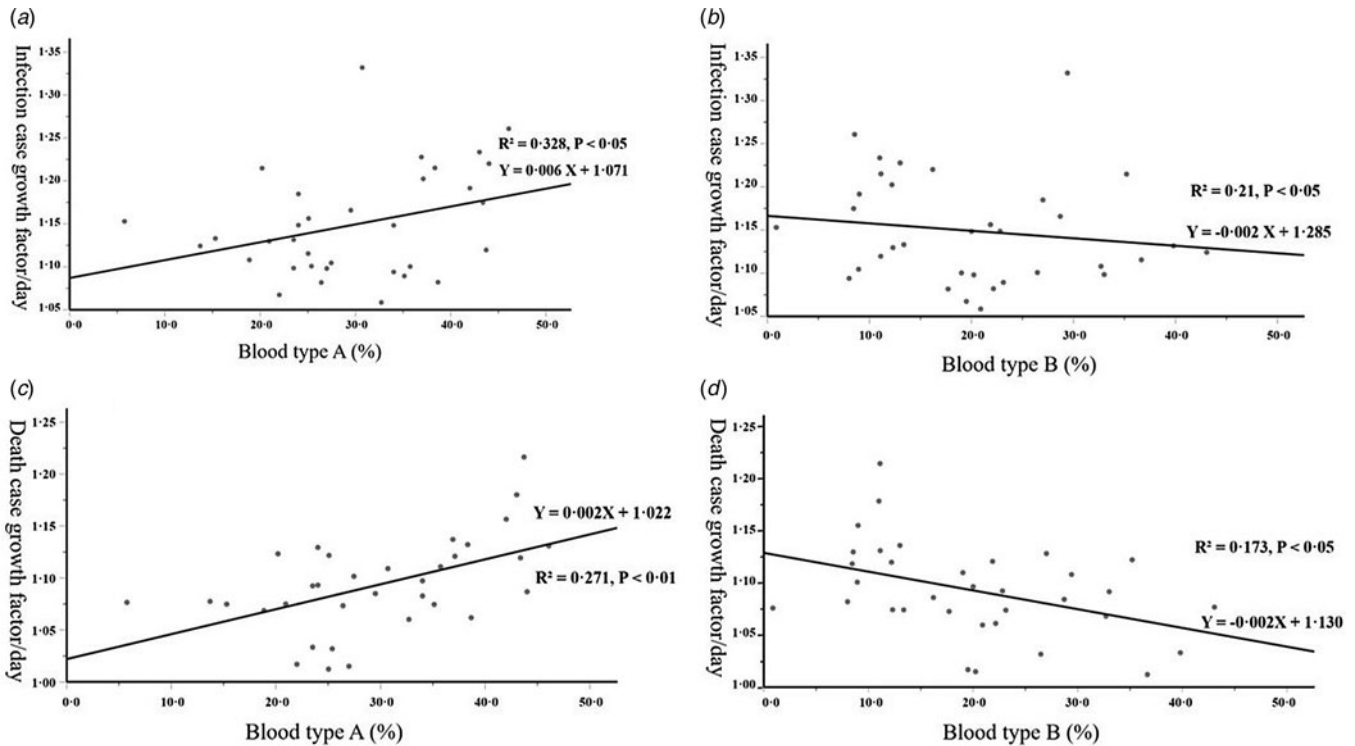 (a)
Infection case growth factor/day
1·35
1·30
1·25
1·20
1·15
1·10
1·05
0·0 10·0 20·0 30·0 40·0 50·0
Blood type A (%)
R² = 0·328, P < 0·05
Y = 0·006 X + 1·071
(b)
Infection case growth factor/day
1·35
1·30
1·25
1·20
1·15
1·10
1·05
0·0 10·0 20·0 30·0 40·0 50·0
Blood type B (%)
R² = 0·21, P < 0·05
Y = -0·002 X + 1·285
(c)
Death case growth factor/day
1·25
1·20
1·15
1·10
1·05
1·00
0·0 10·0 20·0 30·0 40·0 50·0
Blood type A (%)
Y = 0·002X + 1·022
R² = 0·271, P < 0·01
(d)
Death case growth factor/day
1·25
1·20
1·15
1·10
1·05
1·00
0·0 10·0 20·0 30·0 40·0 50·0
Blood type B (%)
R² = 0·173, P < 0·05
Y = -0·002X + 1·130